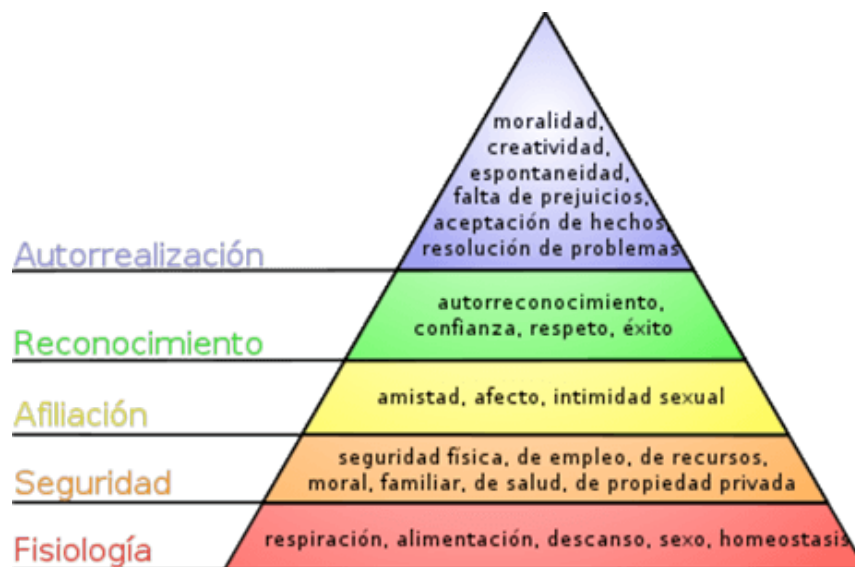 moralidad,
creatividad,
espontaneidad,
falta de prejuicios,
aceptación de hechos,
resolución de problemas
Autorrealización
autorreconocimiento,
confianza, respeto, éxito
Reconocimiento
amistad, afecto, intimidad sexual
Afiliación
seguridad física, de empleo, de recursos,
moral, familiar, de salud, de propiedad privada
Seguridad
respiración, alimentación, descanso, sexo, homeostasis
Fisiología